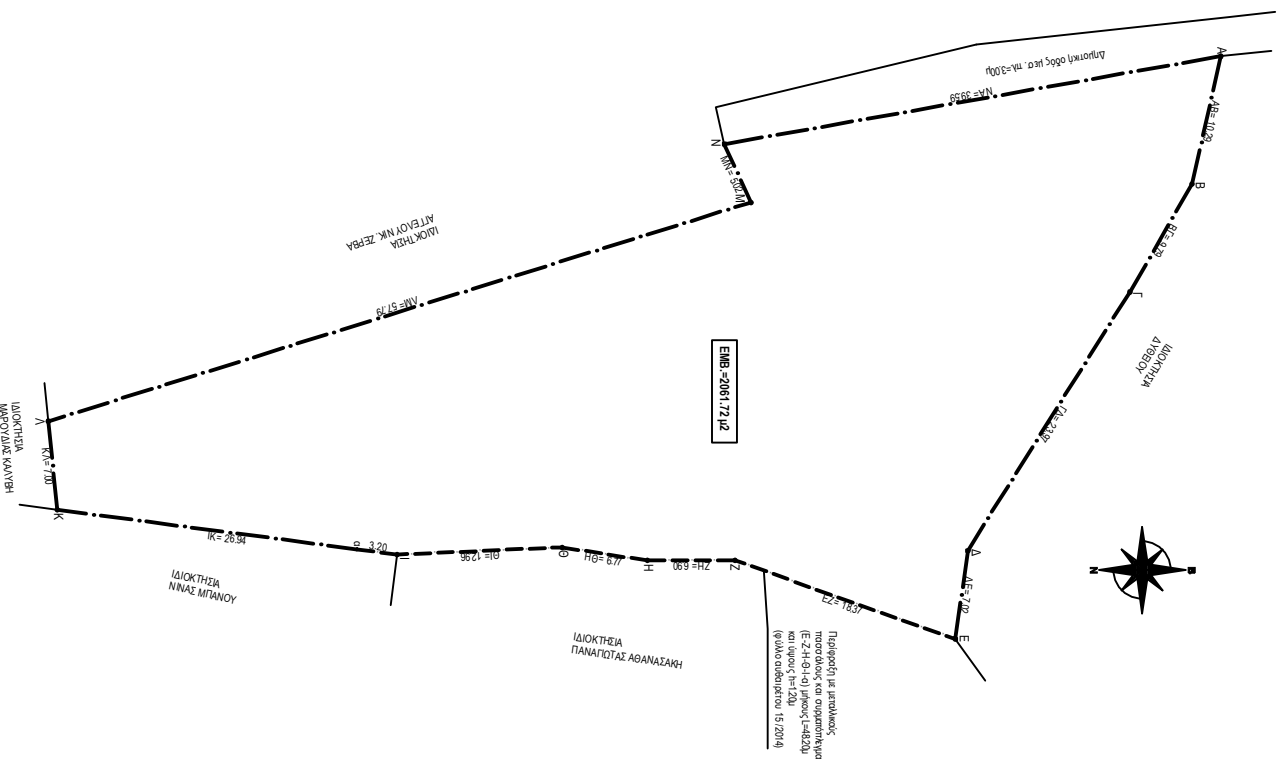 Δημοτική οδός μεσ. πλ.=3.00μ
ΝΑ= 39.59
Α
ΑΒ= 10.29
Β
ΒΓ= 9.79
Γ
ΙΔΙΟΚΤΗΣΙΑ
ΔΥΘΒΟΥ
ΓΔ= 23.97
Δ
ΔΕ= 7.02
Ε
ΕΖ= 18.37
Ζ
ΖΗ= 6.90
Η
ΗΘ= 6.77
Θ
ΘΙ= 12.96
Ι
α
3.20
ΙΚ= 26.94
Κ
ΚΛ= 7.00
Λ
ΛΜ= 57.79
Μ
ΜΝ= 5.02
Ν
ΙΔΙΟΚΤΗΣΙΑ
ΑΓΓΕΛΟΥ ΝΙΚ. ΖΕΡΒΑ
ΕΜΒ.=2061.72 μ2
ΙΔΙΟΚΤΗΣΙΑ
ΜΑΡΟΥΔΙΑΣ ΚΑΛΥΒΗ
ΙΔΙΟΚΤΗΣΙΑ
ΝΙΝΑΣ ΜΠΑΝΟΥ
ΙΔΙΟΚΤΗΣΙΑ
ΠΑΝΑΓΙΩΤΑΣ ΑΘΑΝΑΣΑΚΗ
Περίφραξη με μεταλλικούς
πασσάλους και συρματόπλεγμα
(Ε-Ζ-Η-Θ-Ι-α) μήκους L=48.20μ
και ύψους h=1.20μ
(φύλλο αυθαιρέτου 15 /2014)
Β
Ν